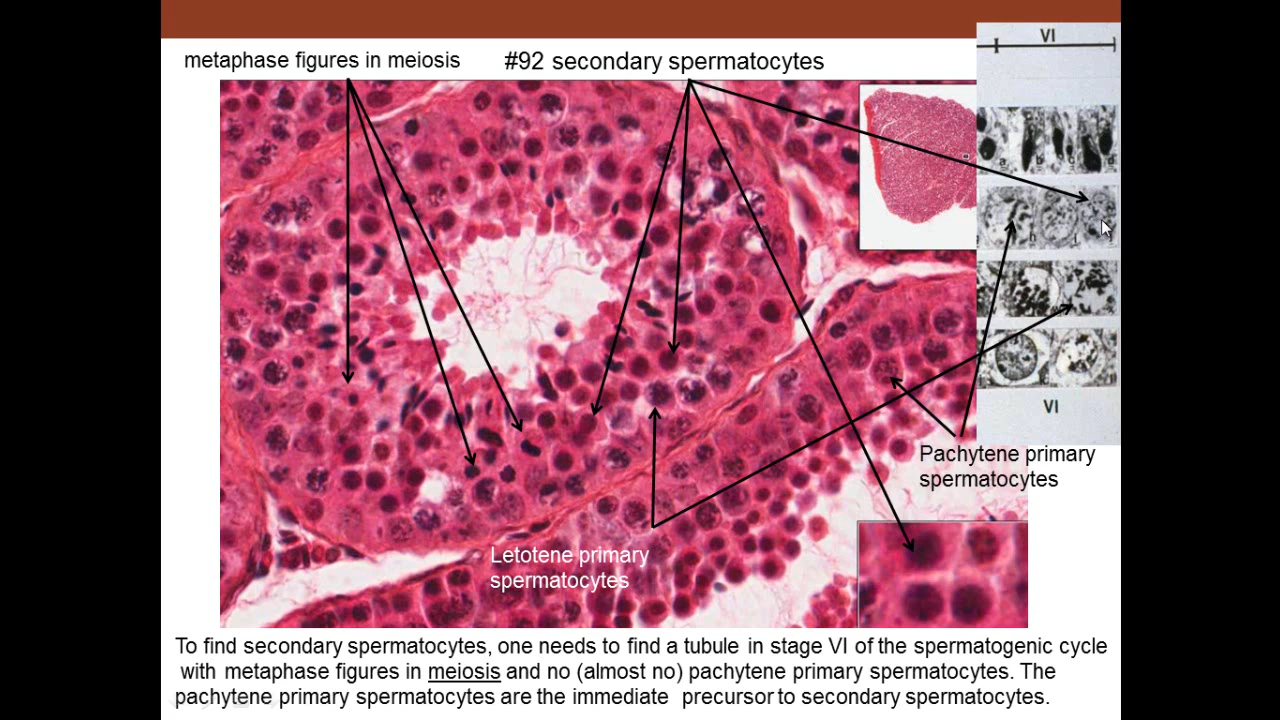 metaphase figures in meiosis
#92 secondary spermatocytes
VI
a b c d
h i
VI
Pachytene primary
spermatocytes
Letotene primary
spermatocytes
To find secondary spermatocytes, one needs to find a tubule in stage VI of the spermatogenic cycle
with metaphase figures in meiosis and no (almost no) pachytene primary spermatocytes. The
pachytene primary spermatocytes are the immediate precursor to secondary spermatocytes.